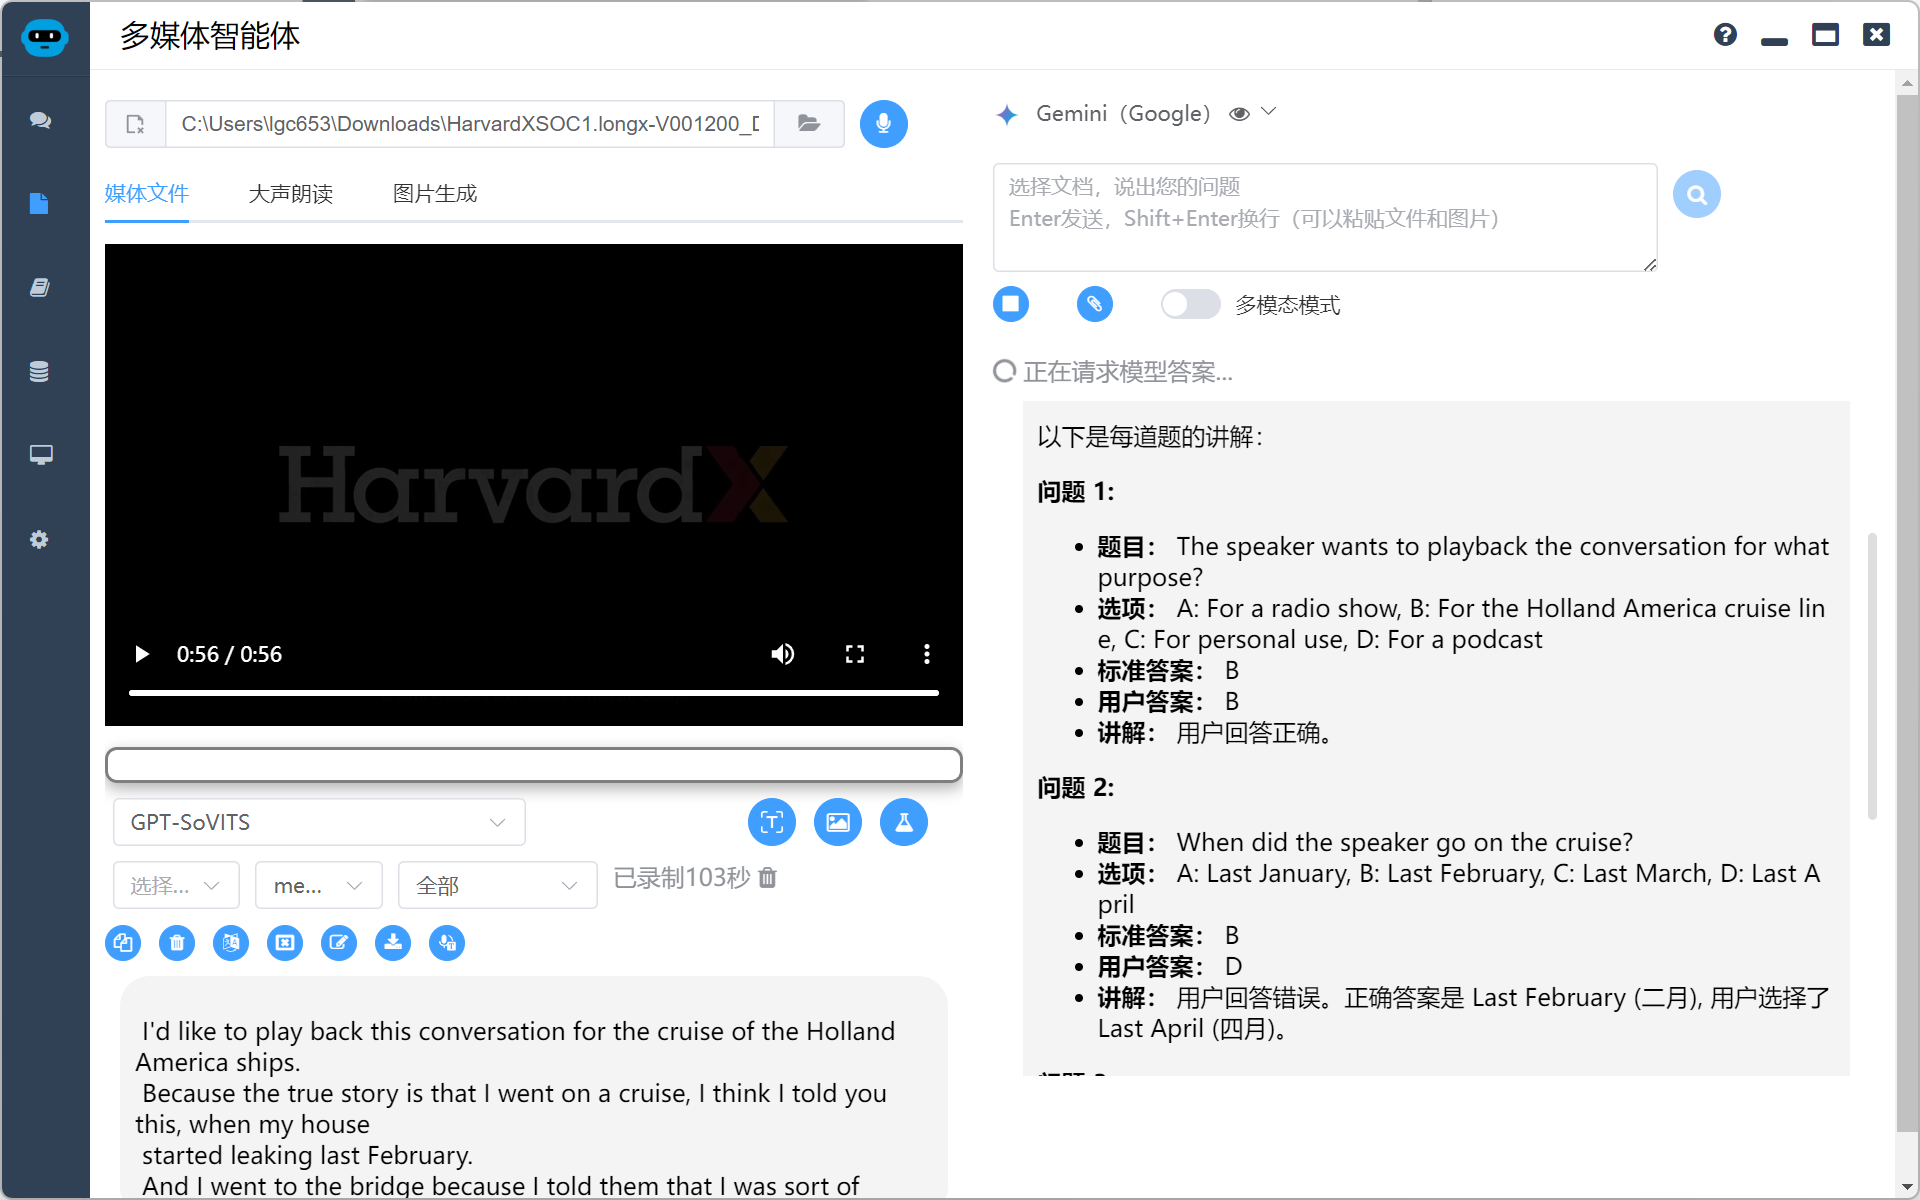 多媒体智能体
C:\Users\lgc653\Downloads\HarvardXSOC1.longx-V001200_
媒体文件 大声朗读 图片生成
HarvardX
0:56 / 0:56
GPT-SoVITS
选择... me... 全部 已录制103秒
I'd like to play back this conversation for the cruise of the Holland
America ships.
Because the true story is that I went on a cruise, I think I told you
this, when my house
started leaking last February.
And I went to the bridge because I told them that I was sort of
Gemini（Google）
选择文档，说出您的问题
Enter发送，Shift+Enter换行（可以粘贴文件和图片）
多模态模式
正在请求模型答案...
以下是每道题的讲解：
问题 1:
• 题目： The speaker wants to playback the conversation for what
purpose?
• 选项： A: For a radio show, B: For the Holland America cruise lin
e, C: For personal use, D: For a podcast
• 标准答案： B
• 用户答案： B
• 讲解： 用户回答正确。
问题 2:
• 题目： When did the speaker go on the cruise?
• 选项： A: Last January, B: Last February, C: Last March, D: Last A
pril
• 标准答案： B
• 用户答案： D
• 讲解： 用户回答错误。正确答案是 Last February (二月), 用户选择了
Last April (四月)。